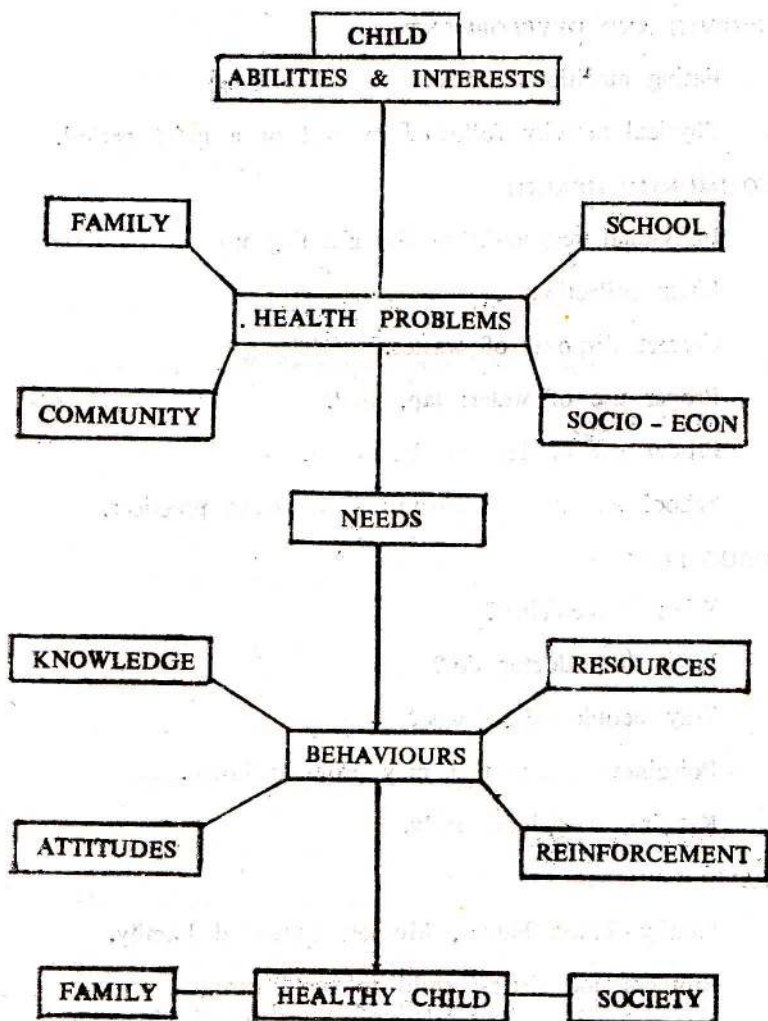 CHILD
ABILITIES & INTERESTS
FAMILY
SCHOOL
HEALTH PROBLEMS
COMMUNITY
SOCIO - ECON
NEEDS
KNOWLEDGE
RESOURCES
BEHAVIOURS
ATTITUDES
REINFORCEMENT
FAMILY
HEALTHY CHILD
SOCIETY